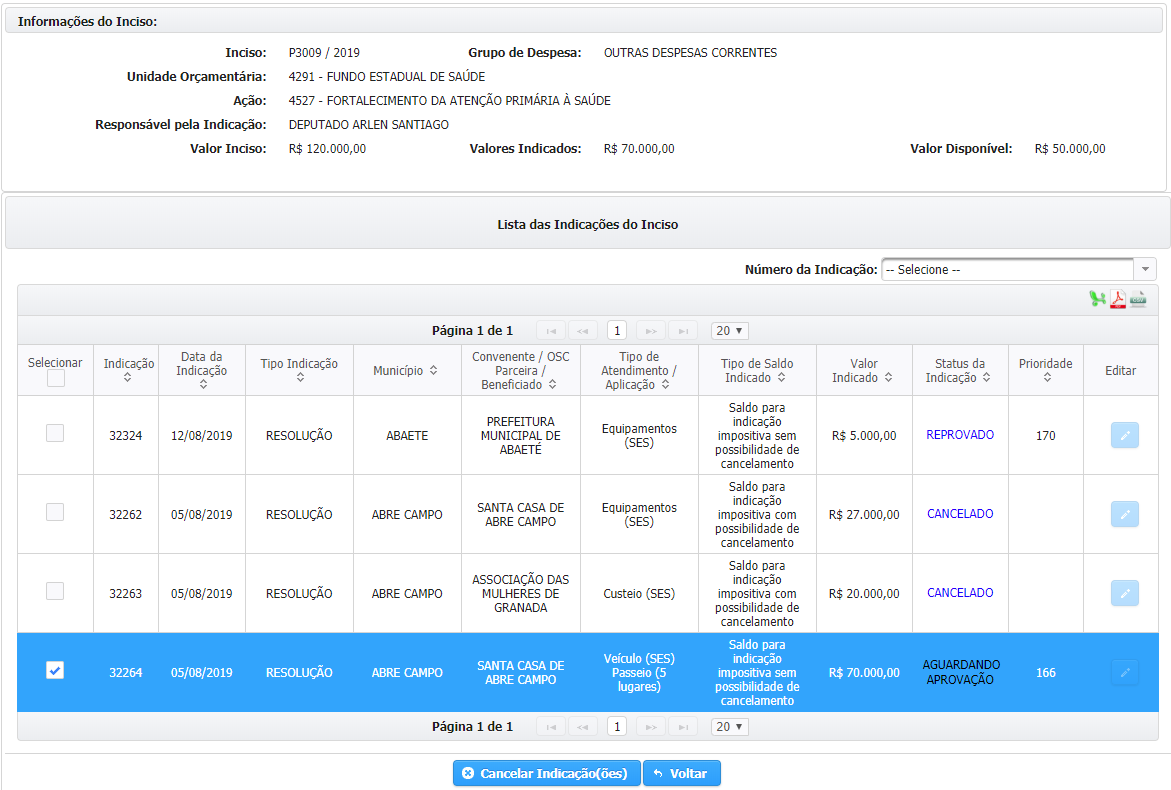 Informações do Inciso:
Inciso: P3009 / 2019 Grupo de Despesa: OUTRAS DESPESAS CORRENTES
Unidade Orçamentária: 4291 - FUNDO ESTADUAL DE SAÚDE
Ação: 4527 - FORTALECIMENTO DA ATENÇÃO PRIMÁRIA À SAÚDE
Responsável pela Indicação: DEPUTADO ARLEN SANTIAGO
Valor Inciso: R$ 120.000,00 Valores Indicados: R$ 70.000,00 Valor Disponível: R$ 50.000,00
Lista das Indicações do Inciso
Número da Indicação: -- Selecione --
CSV
Página 1 de 1 1 20
Selecionar
Indicação
Data da
Indicação
Tipo Indicação
Município
Convenente / OSC
Parceira /
Beneficiado
Tipo de
Atendimento /
Aplicação
Tipo de Saldo
Indicado
Valor
Indicado
Status da
Indicação
Prioridade
Editar
32324
12/08/2019
RESOLUÇÃO
ABAETE
PREFEITURA
MUNICIPAL DE
ABAETÉ
Equipamentos
(SES)
Saldo para
indicação
impositiva sem
possibilidade de
cancelamento
R$ 5.000,00
REPROVADO
170
32262
05/08/2019
RESOLUÇÃO
ABRE CAMPO
SANTA CASA DE
ABRE CAMPO
Equipamentos
(SES)
Saldo para
indicação
impositiva com
possibilidade de
cancelamento
R$ 27.000,00
CANCELADO
32263
05/08/2019
RESOLUÇÃO
ABRE CAMPO
ASSOCIAÇÃO DAS
MULHERES DE
GRANADA
Custeio (SES)
Saldo para
indicação
impositiva com
possibilidade de
cancelamento
R$ 20.000,00
CANCELADO
32264
05/08/2019
RESOLUÇÃO
ABRE CAMPO
SANTA CASA DE
ABRE CAMPO
Veículo (SES)
Passeio (5
lugares)
Saldo para
indicação
impositiva sem
possibilidade de
cancelamento
R$ 70.000,00
AGUARDANDO
APROVAÇÃO
166
Página 1 de 1 1 20
Cancelar Indicação(ões) Voltar